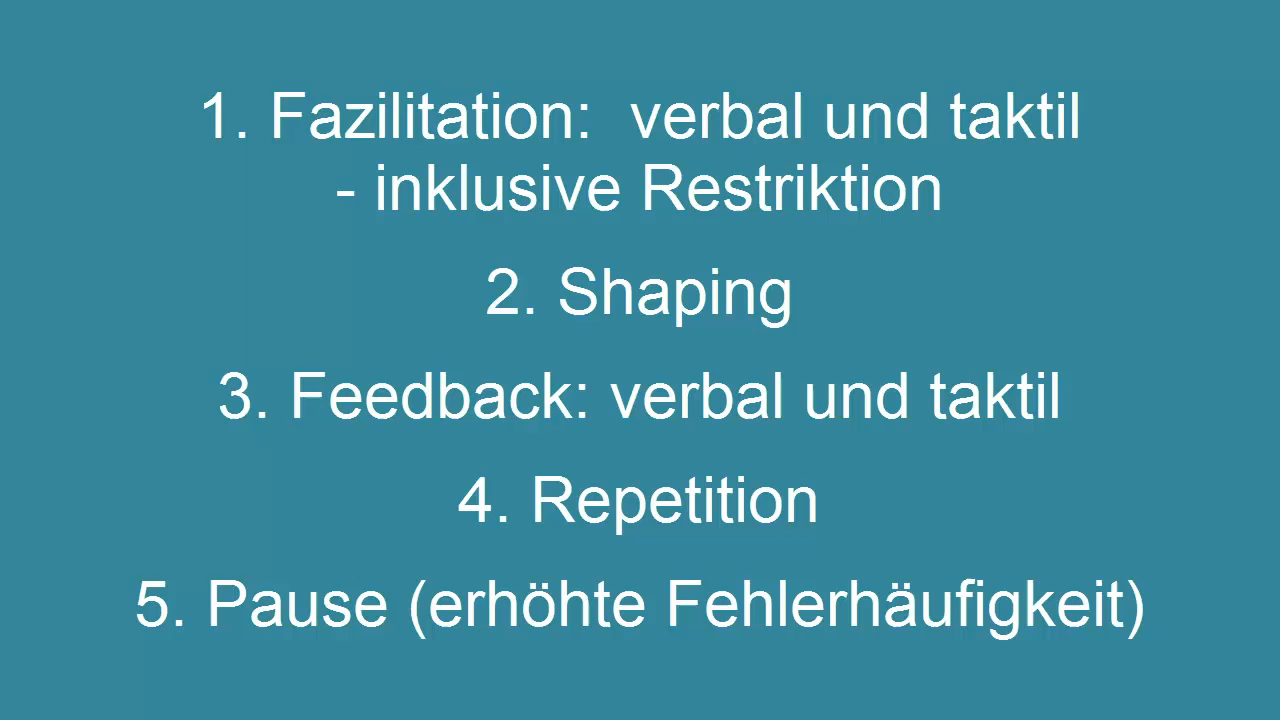 1. Fazilitation:  verbal und taktil
- inklusive Restriktion
2. Shaping
3. Feedback: verbal und taktil
4. Repetition
5. Pause (erhöhte Fehlerhäufigkeit)